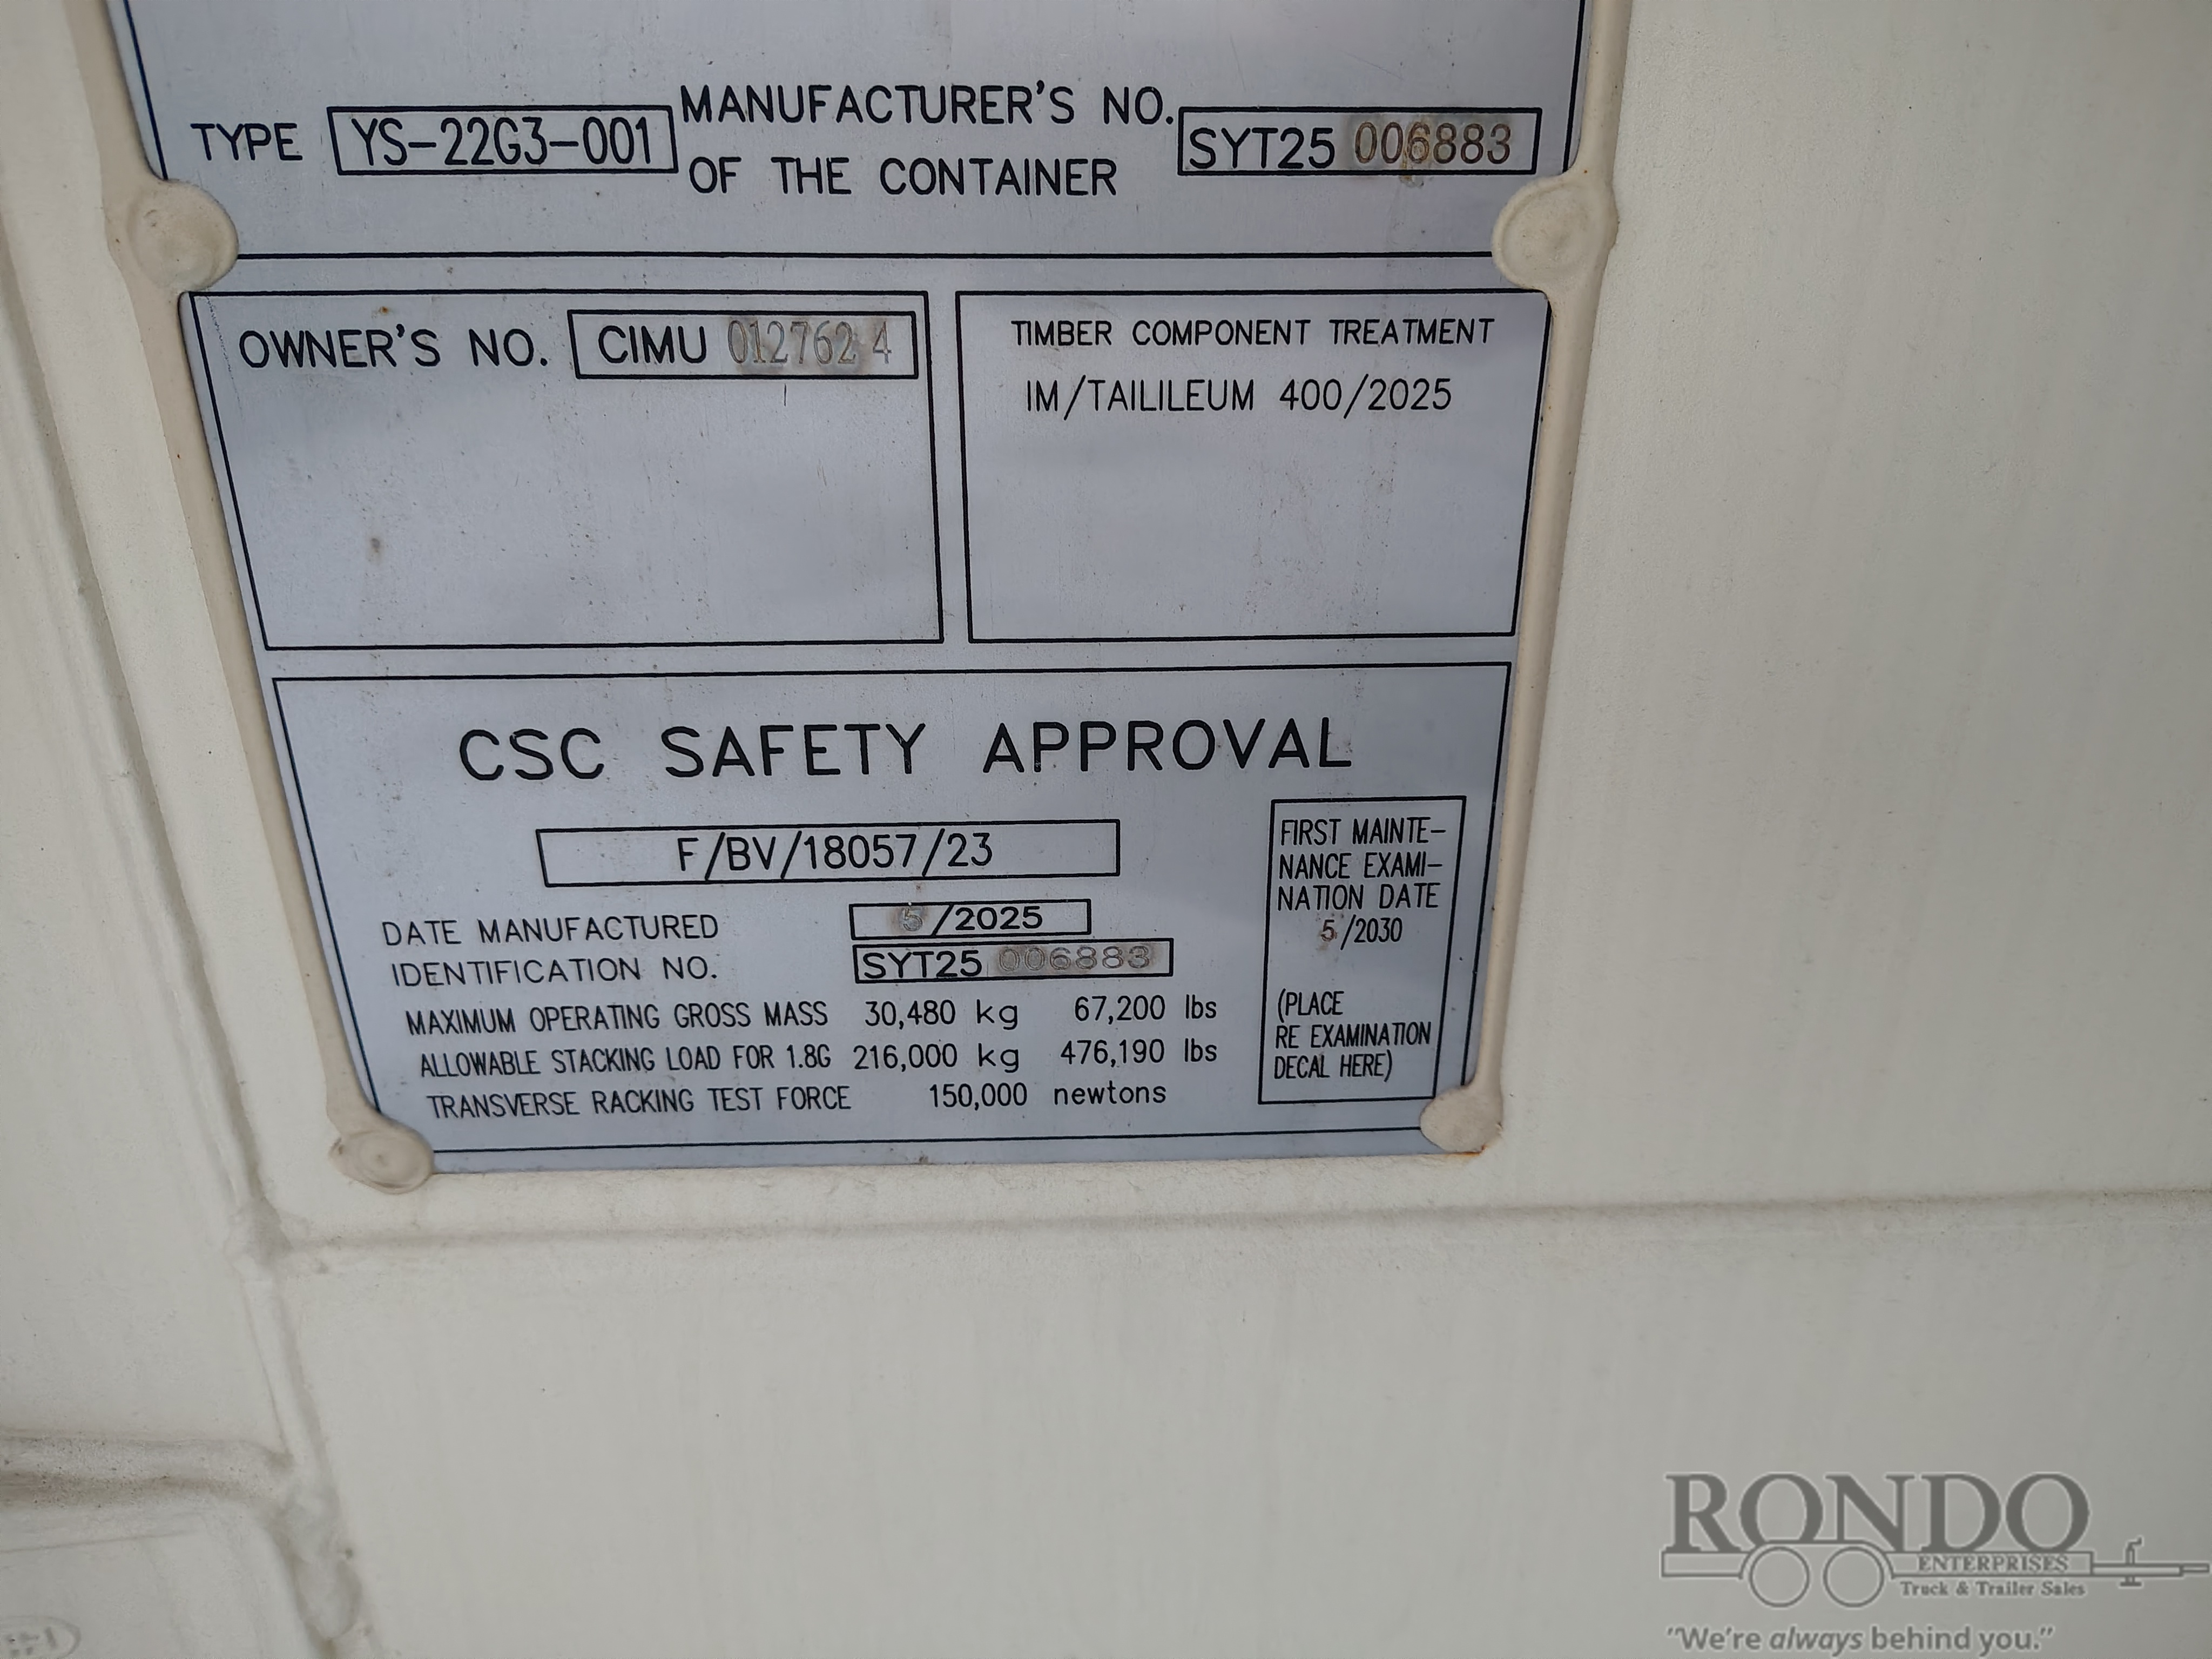 TYPE YS-22G3-001 MANUFACTURER'S NO. OF THE CONTAINER SYT25 006883
OWNER'S NO. CIMU 012762 4
TIMBER COMPONENT TREATMENT
IM/TAILILEUM 400/2025
CSC SAFETY APPROVAL
F/BV/18057/23
DATE MANUFACTURED 5/2025
IDENTIFICATION NO. SYT25 006883
MAXIMUM OPERATING GROSS MASS 30,480 kg 67,200 lbs
ALLOWABLE STACKING LOAD FOR 1.8G 216,000 kg 476,190 lbs
TRANSVERSE RACKING TEST FORCE 150,000 newtons
FIRST MAINTE-
NANCE EXAMI-
NATION DATE
5/2030
(PLACE
RE EXAMINATION
DECAL HERE)
RONDO
ENTERPRISES
Truck & Trailer Sales
"We're always behind you."